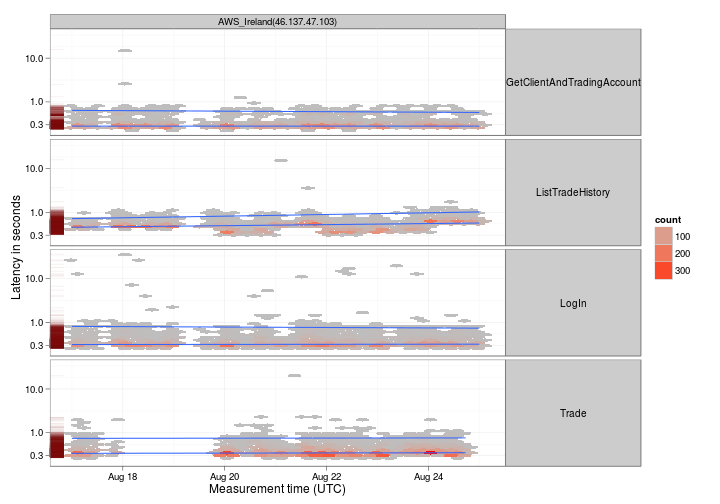 AWS_Ireland(46.137.47.103)
10.0
1.0
0.3
GetClientAndTradingAccount
10.0
1.0
0.3
ListTradeHistory
10.0
1.0
0.3
LogIn
10.0
1.0
0.3
Trade
Latency in seconds
Aug 18
Aug 20
Aug 22
Aug 24
Measurement time (UTC)
count
100
200
300